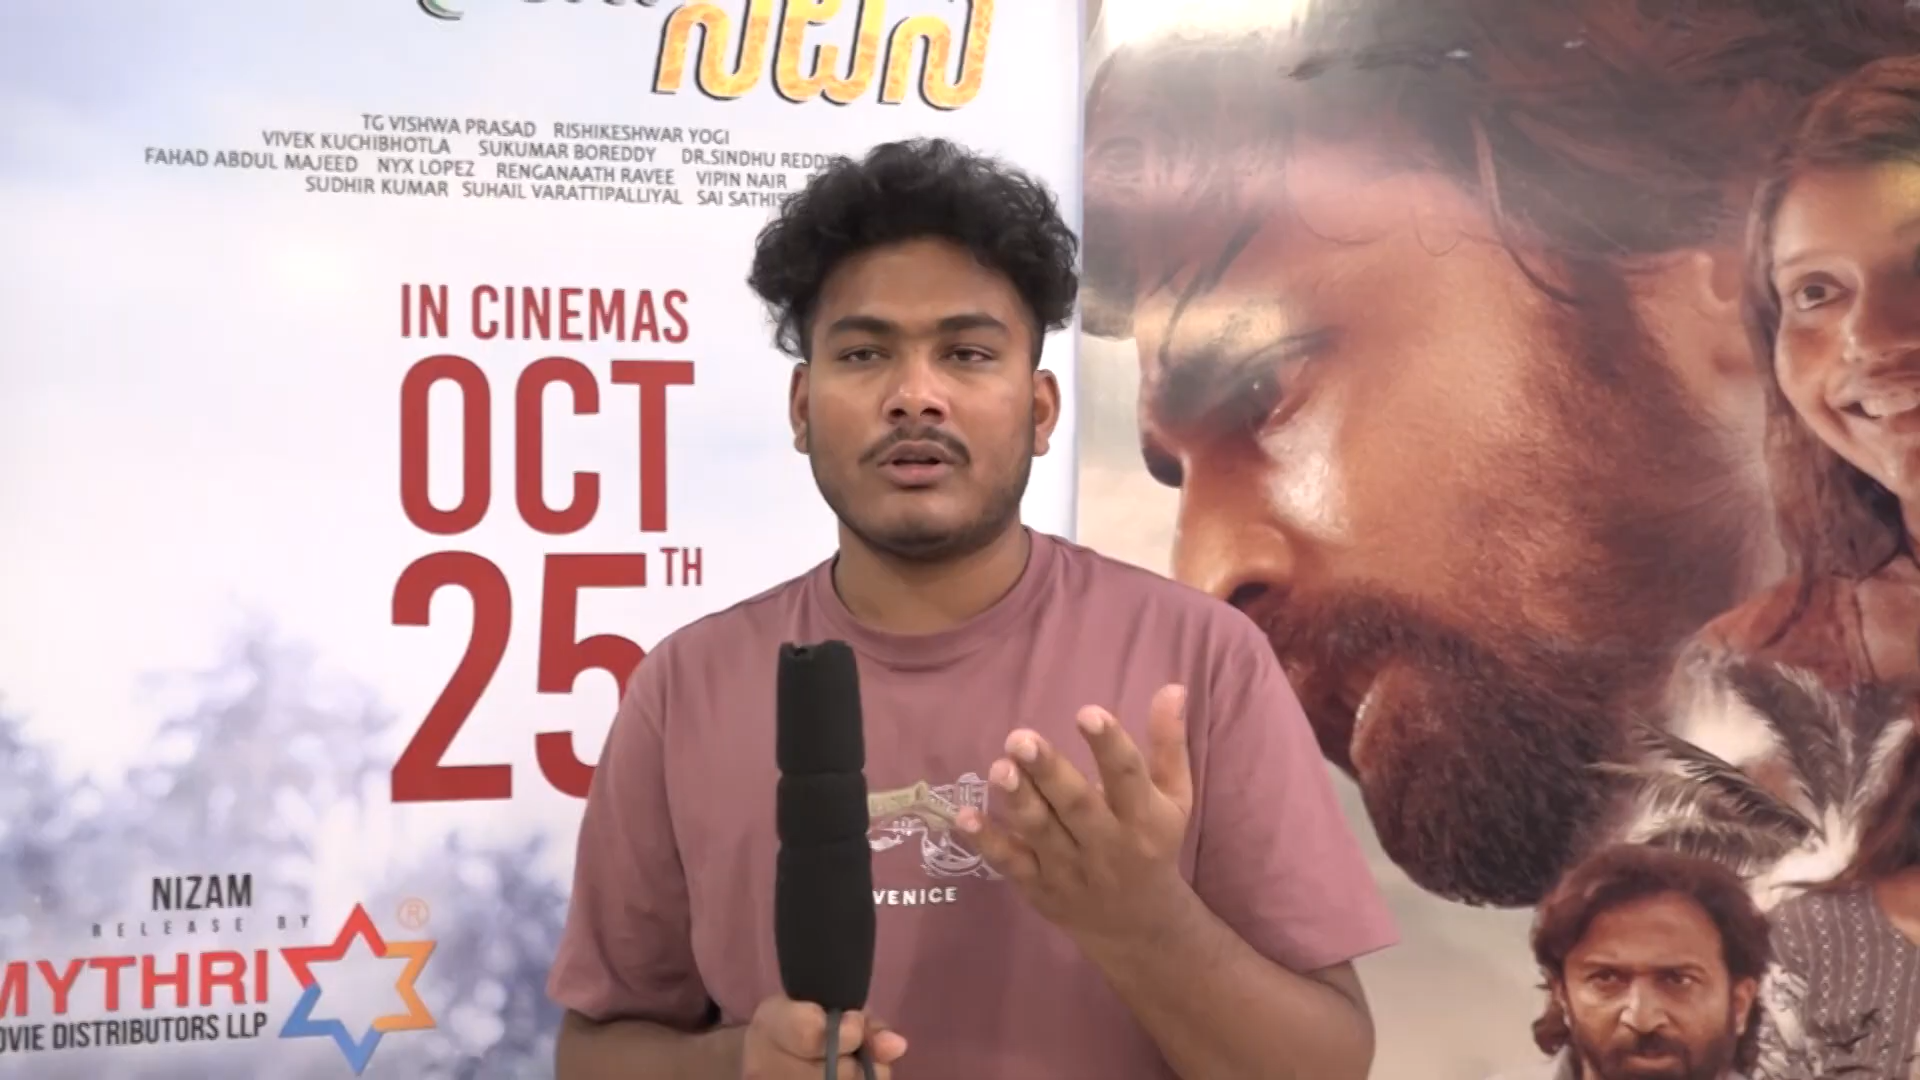 TG VISHWA PRASAD RISHIKESHWAR YOGI
VIVEK KUCHIBHOTLA SUKUMAR BOREDDY DR.SINDHU REDDY
FAHAD ABDUL MAJEED NYX LOPEZ RENGANAATH RAVEE VIPIN NAIR
SUDHIR KUMAR SUHAIL VARATTIPALLIYAL SAI
IN CINEMAS
OCT
25TH
NIZAM
RELEASE BY
MYTHRI ®
MOVIE DISTRIBUTORS LLP
VENICE